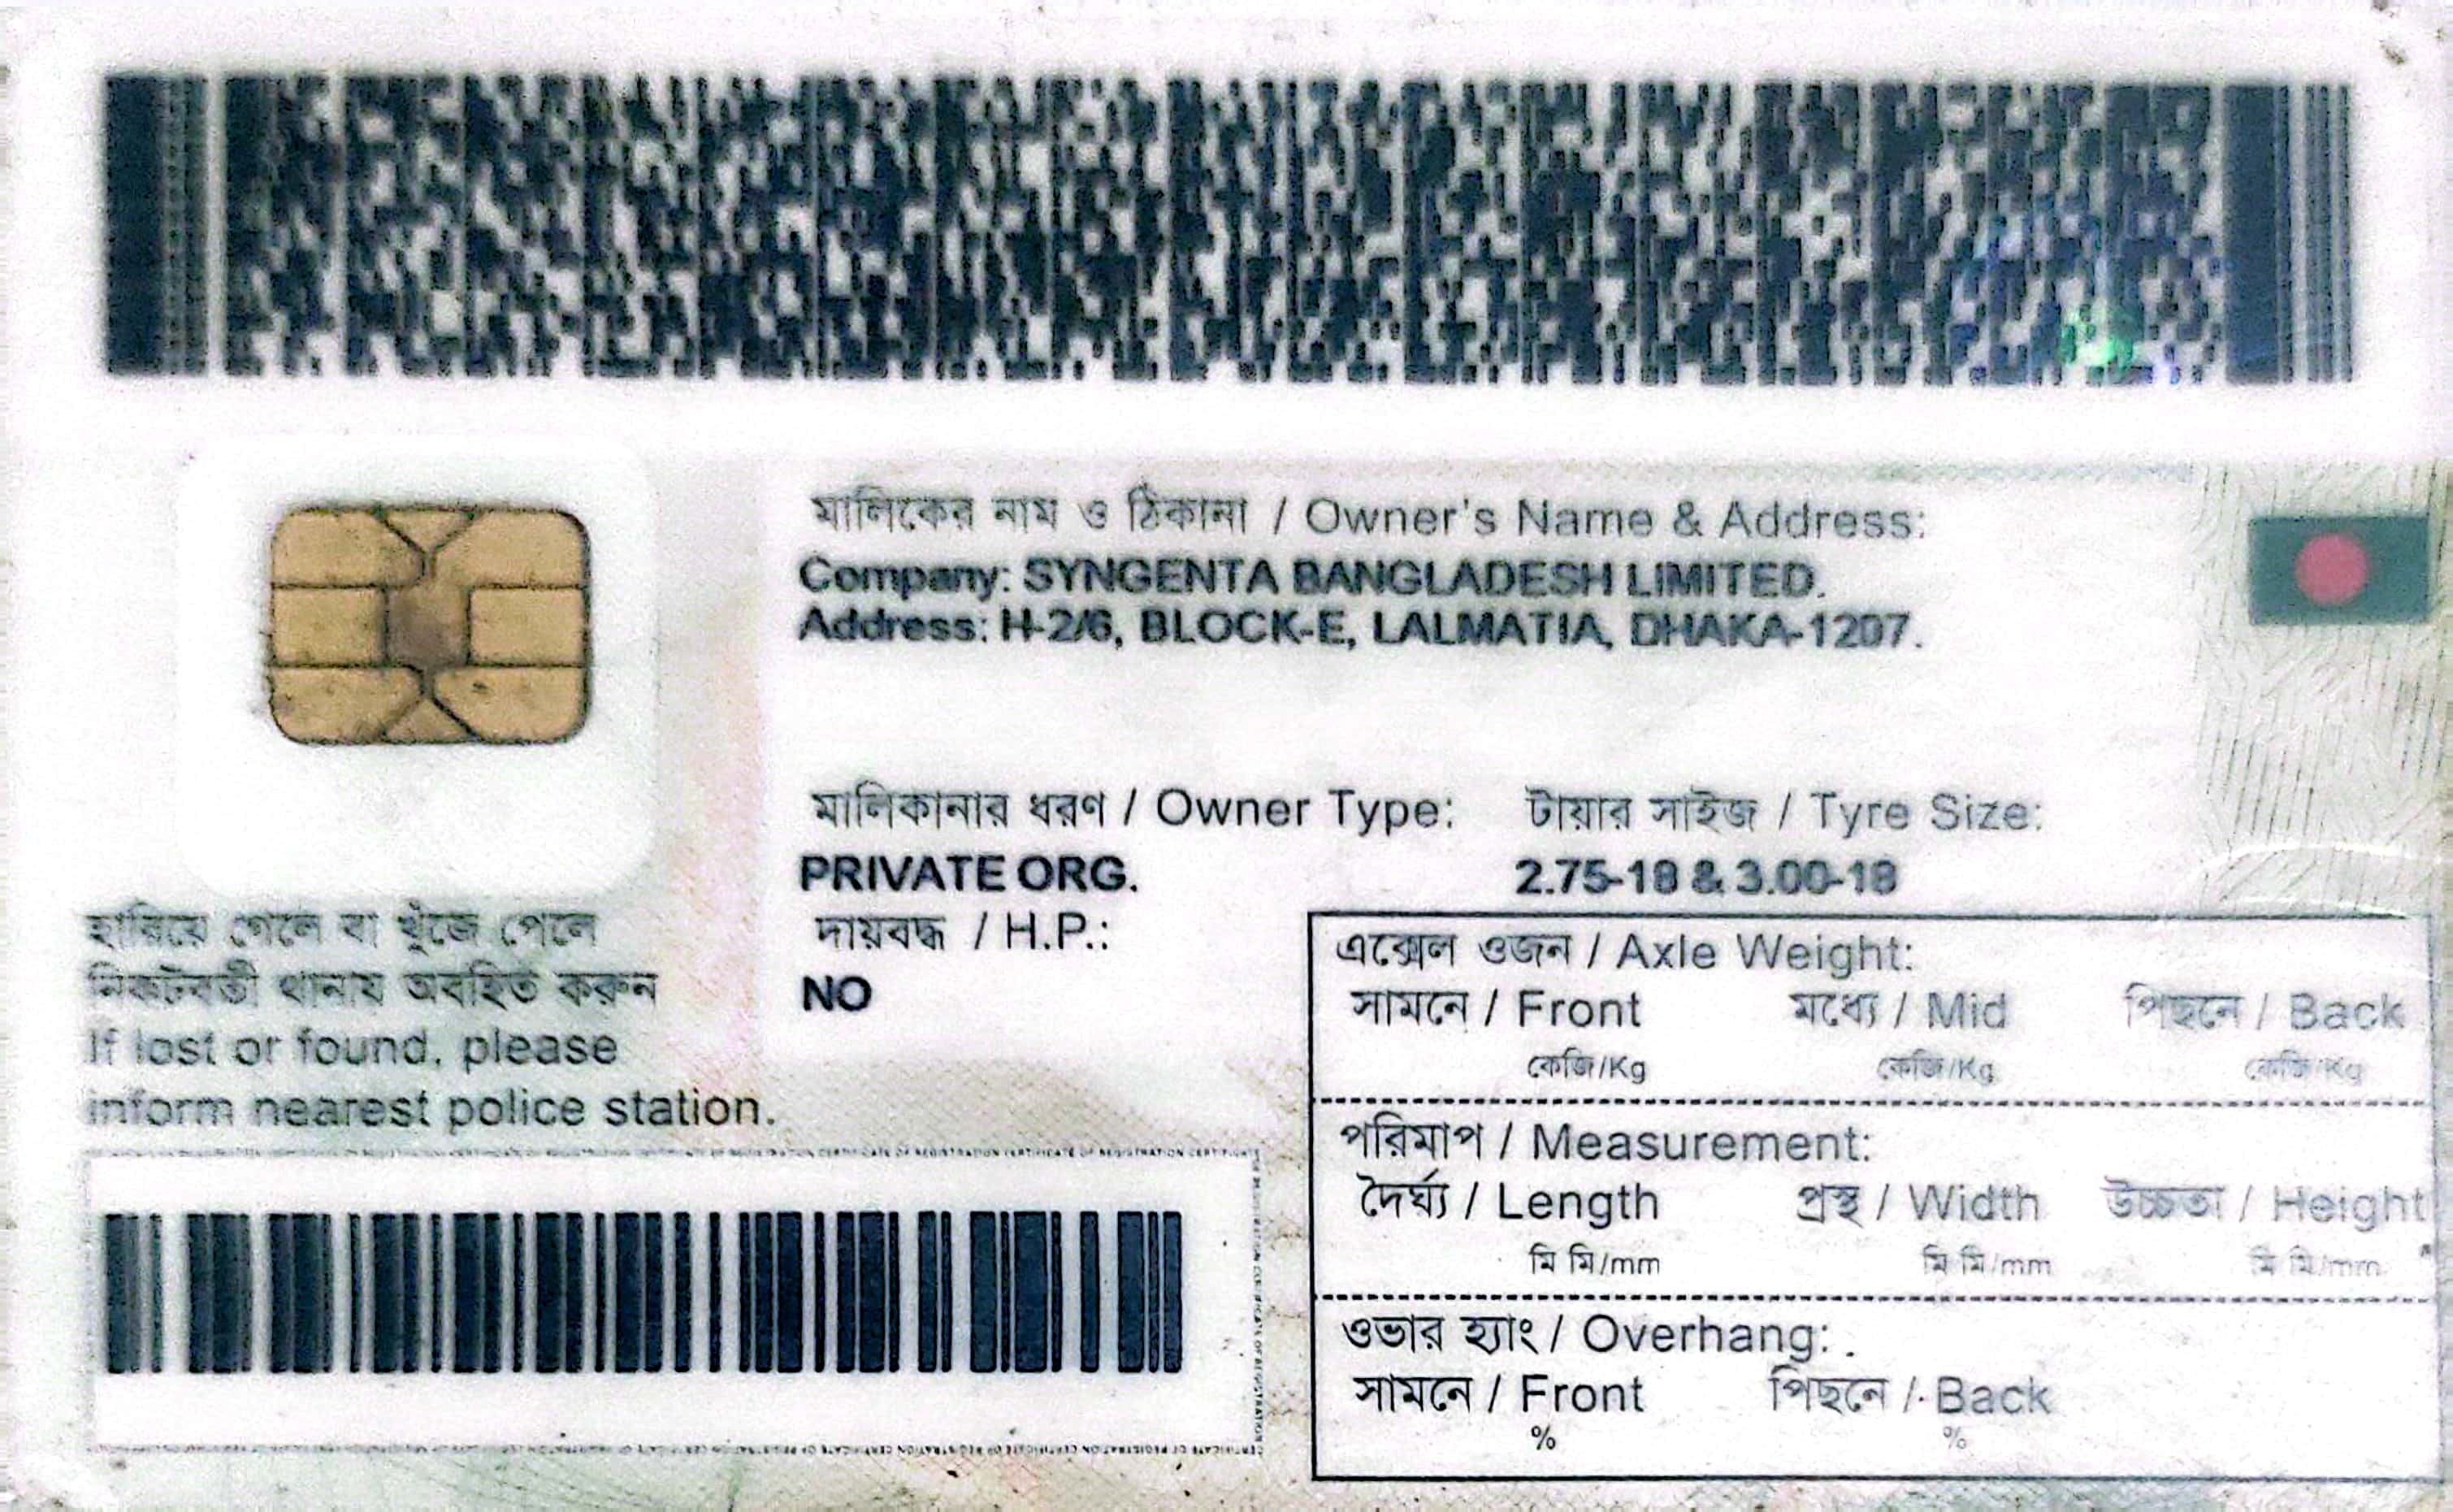 মালিকের নাম ও ঠিকানা / Owner's Name & Address:
Company: SYNGENTA BANGLADESH LIMITED.
Address: H-2/6, BLOCK-E, LALMATIA, DHAKA-1207.
মালিকানার ধরণ / Owner Type: টায়ার সাইজ / Tyre Size:
PRIVATE ORG. 2.75-18 & 3.00-18
দায়বদ্ধ / H.P.:
NO
হারিয়ে গেলে বা খুঁজে পেলে
নিকটবর্তী থানায় অবহিত করুন
If lost or found, please
inform nearest police station.
এক্সেল ওজন / Axle Weight:
সামনে / Front মধ্যে / Mid পিছনে / Back
কেজি/Kg কেজি/Kg কেজি/Kg
পরিমাপ / Measurement:
দৈর্ঘ্য / Length প্রস্থ / Width উচ্চতা / Height
মি মি/mm মি মি/mm মি মি/mm
ওভার হ্যাং / Overhang:
সামনে / Front পিছনে / Back
% %